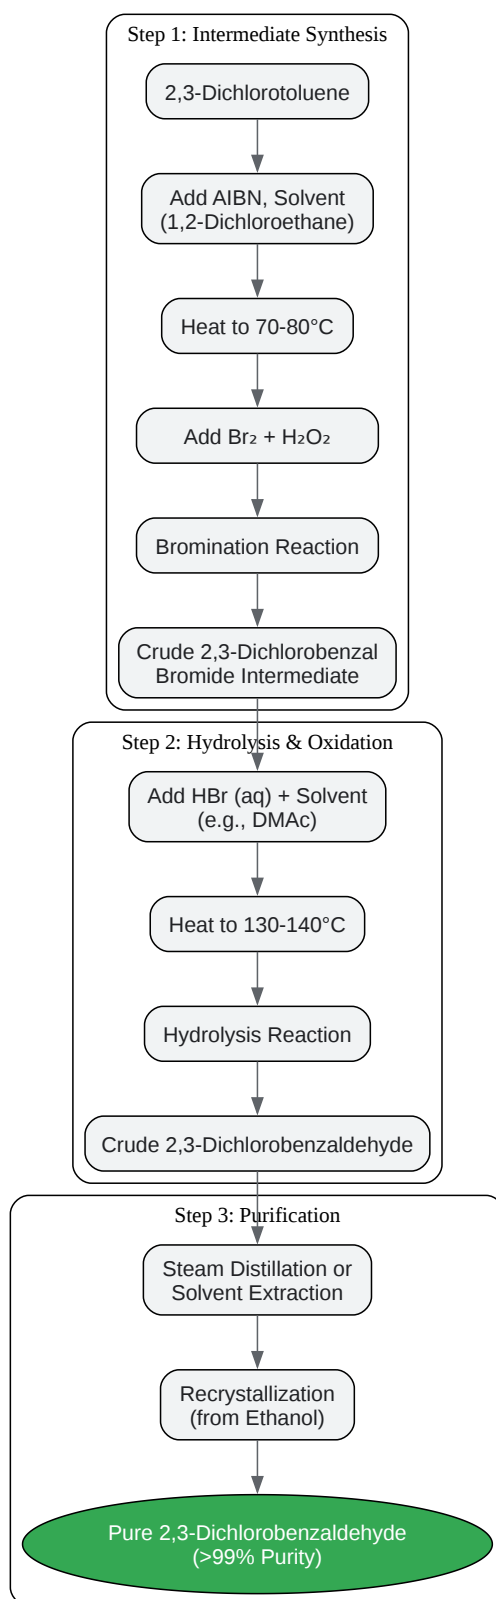 Step 1: Intermediate Synthesis
2,3-Dichlorotoluene
Add AIBN, Solvent
(1,2-Dichloroethane)
Heat to 70-80°C
Add Br₂ + H₂O₂
Bromination Reaction
Crude 2,3-Dichlorobenzal
Bromide Intermediate
Step 2: Hydrolysis & Oxidation
Add HBr (aq) + Solvent
(e.g., DMAc)
Heat to 130-140°C
Hydrolysis Reaction
Crude 2,3-Dichlorobenzaldehyde
Step 3: Purification
Steam Distillation or
Solvent Extraction
Recrystallization
(from Ethanol)
Pure 2,3-Dichlorobenzaldehyde
(>99% Purity)